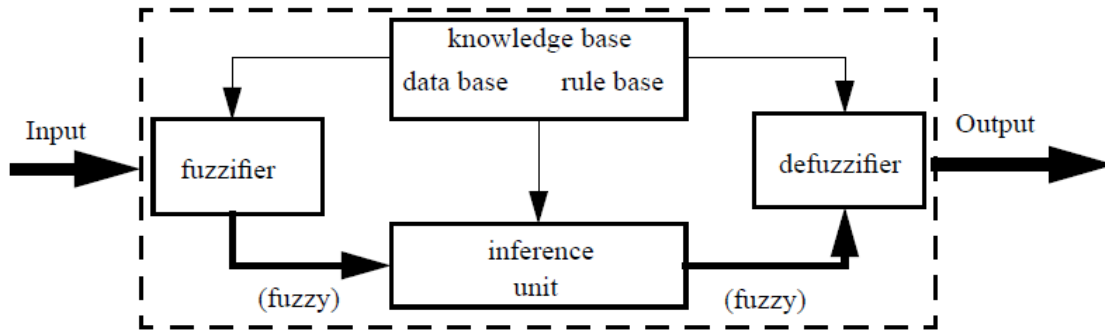 knowledge base
data base rule base
Input
fuzzifier
defuzzifier
Output
inference
unit
(fuzzy)
(fuzzy)